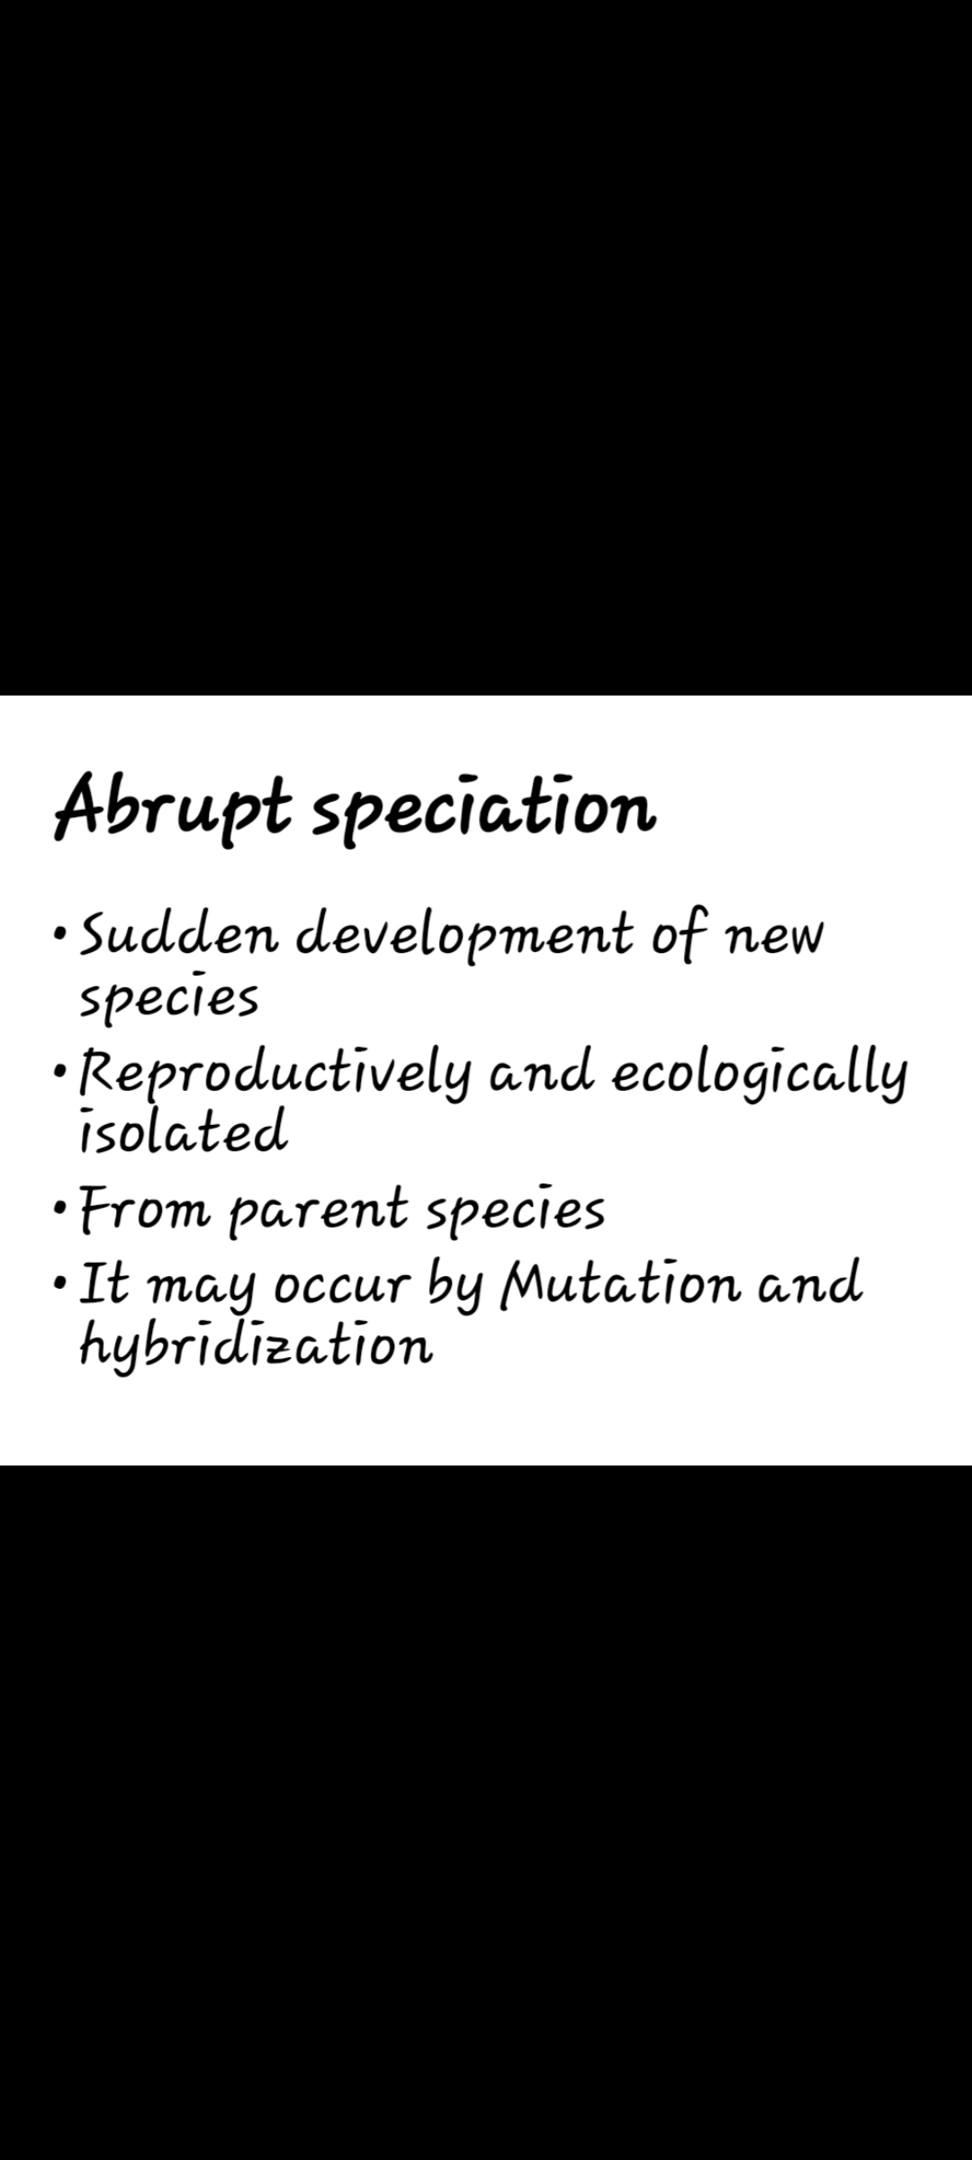 Abrupt speciation
• Sudden development of new
species
• Reproductively and ecologically
isolated
• From parent species
• It may occur by Mutation and
hybridization